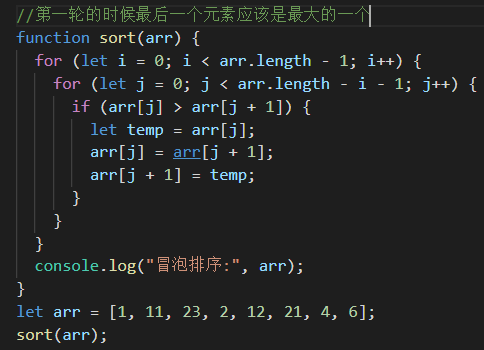 //第一轮的时候最后一个元素应该是最大的一个
function sort(arr) {
  for (let i = 0; i < arr.length - 1; i++) {
    for (let j = 0; j < arr.length - i - 1; j++) {
      if (arr[j] > arr[j + 1]) {
        let temp = arr[j];
        arr[j] = arr[j + 1];
        arr[j + 1] = temp;
      }
    }
  }
  console.log("冒泡排序:", arr);
}
let arr = [1, 11, 23, 2, 12, 21, 4, 6];
sort(arr);